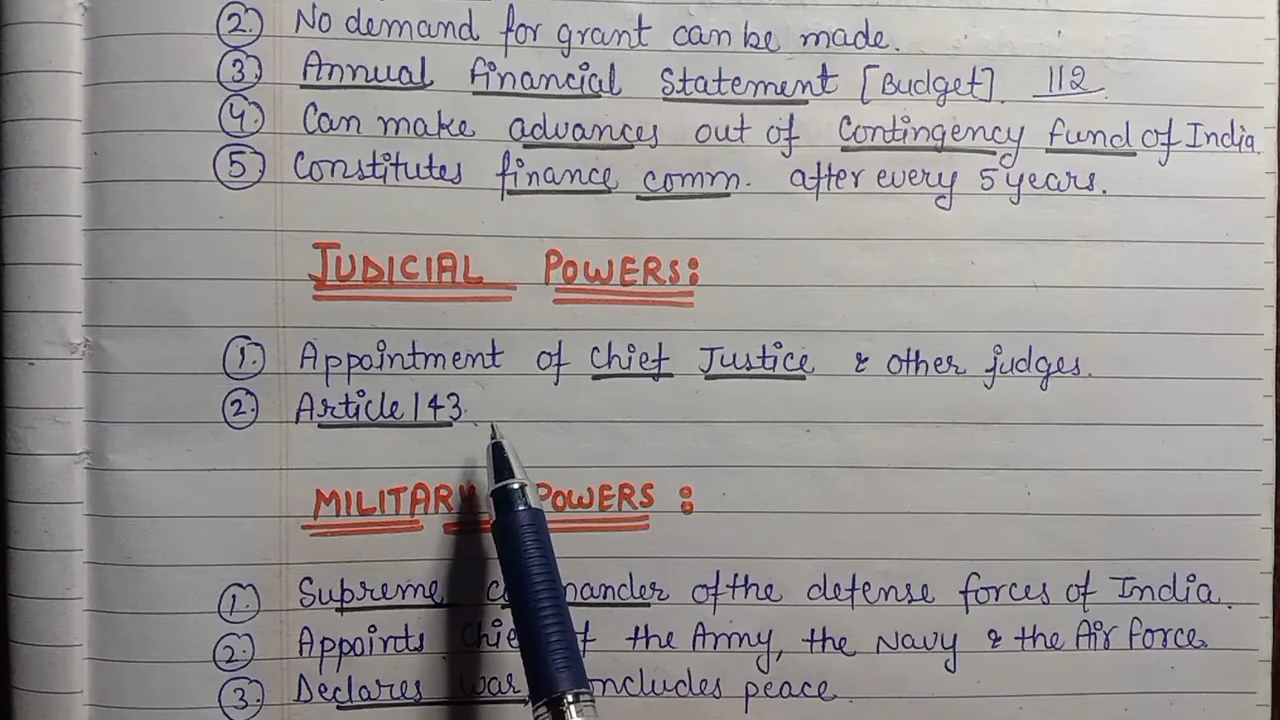 2. No demand for grant can be made.
3. Annual financial Statement [Budget]. 112
4. Can make advances out of Contingency fund of India
5. Constitutes finance comm. after every 5 years.
JUDICIAL POWERS:
1. Appointment of Chief Justice & other judges.
2. Article 143.
MILITARY POWERS:
1. Supreme of the defense forces of India.
2. Appoints the Army, the Navy & the Air force.
3. Declares war, peace.